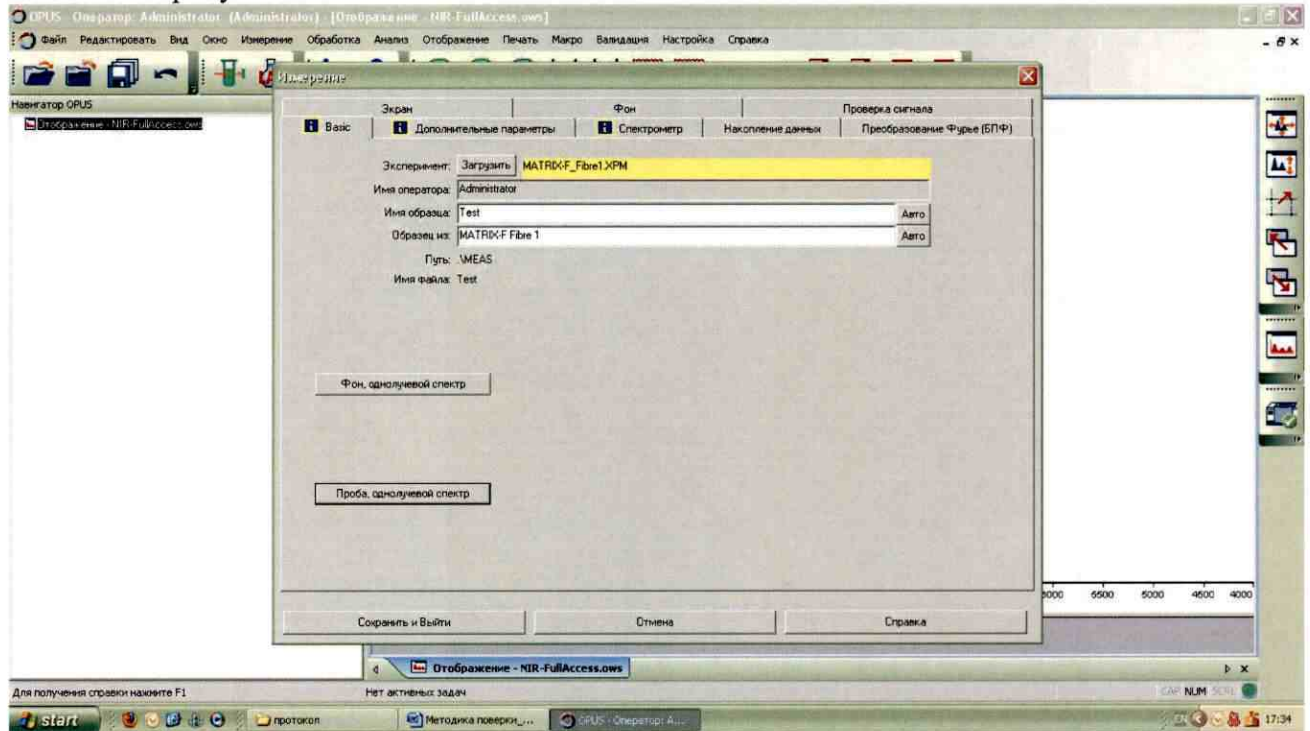 OPUS - Оператор: Administrator (Administrator) - [Отображение - NIR-FullAccess.ows]
Файл Редактировать Вид Окно Измерение Обработка Анализ Отображение Печать Макро Валидация Настройка Справка
Измерение
Навигатор OPUS
Отображение - NIR-FullAccess.ows
Экран Фон Проверка сигнала
Basic Дополнительные параметры Спектрометр Накопление данных Преобразование Фурье (БПФ)
Эксперимент: Загрузить MATRIX-F_Fibre1.XPM
Имя оператора: Administrator
Имя образца: Test Авто
Образец из: MATRIX-F Fibre 1 Авто
Путь: .\MEAS
Имя файла: Test
Фон, однолучевой спектр
Проба, однолучевой спектр
5500 5000 4500 4000
Сохранить и Выйти Отмена Справка
Отображение - NIR-FullAccess.ows
Для получения справки нажмите F1 Нет активных задач CAP NUM SCRL
start протокол Методика поверки_... OPUS - Оператор: A... EN 17:34